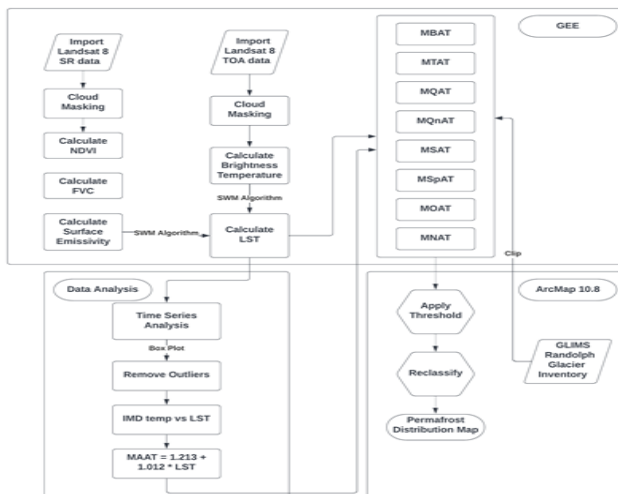 GEE
Import
Landsat 8
SR data
Cloud
Masking
Calculate
NDVI
Calculate
FVC
Calculate
Surface
Emissivity
SWM Algorithm
Import
Landsat 8
TOA data
Cloud
Masking
Calculate
Brightness
Temperature
SWM Algorithm
Calculate
LST
MBAT
MTAT
MQAT
MQnAT
MSAT
MSpAT
MOAT
MNAT
Clip
Data Analysis
Time Series
Analysis
Box Plot
Remove Outliers
IMD temp vs LST
MAAT = 1.213 +
1.012 * LST
ArcMap 10.8
Apply
Threshold
Reclassify
Permafrost
Distribution Map
GLIMS
Randolph
Glacier
Inventory